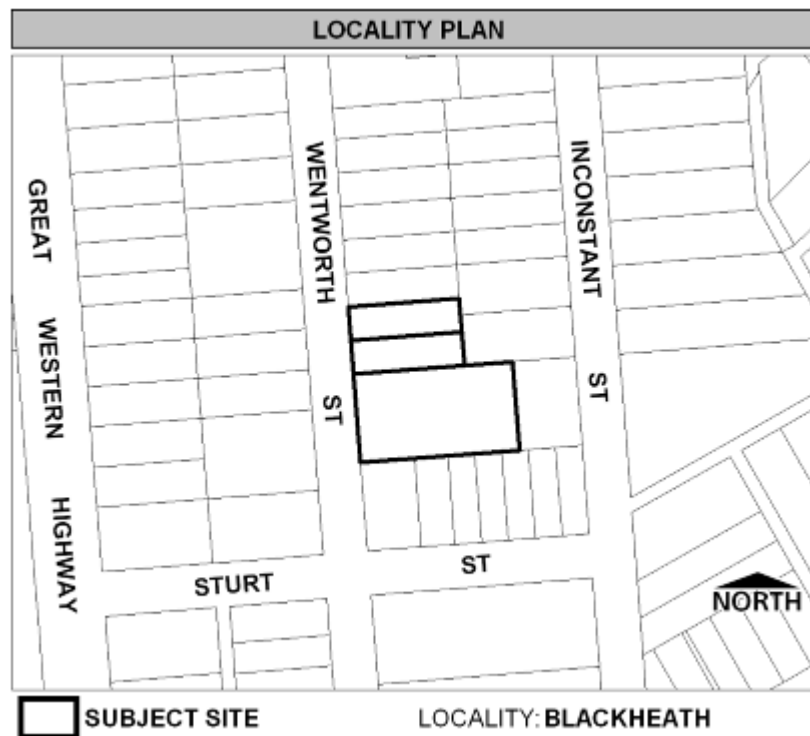 LOCALITY PLAN
GREAT WESTERN HIGHWAY
WENTWORTH ST
INCONSTANT ST
STURT ST
NORTH
SUBJECT SITE
LOCALITY: BLACKHEATH